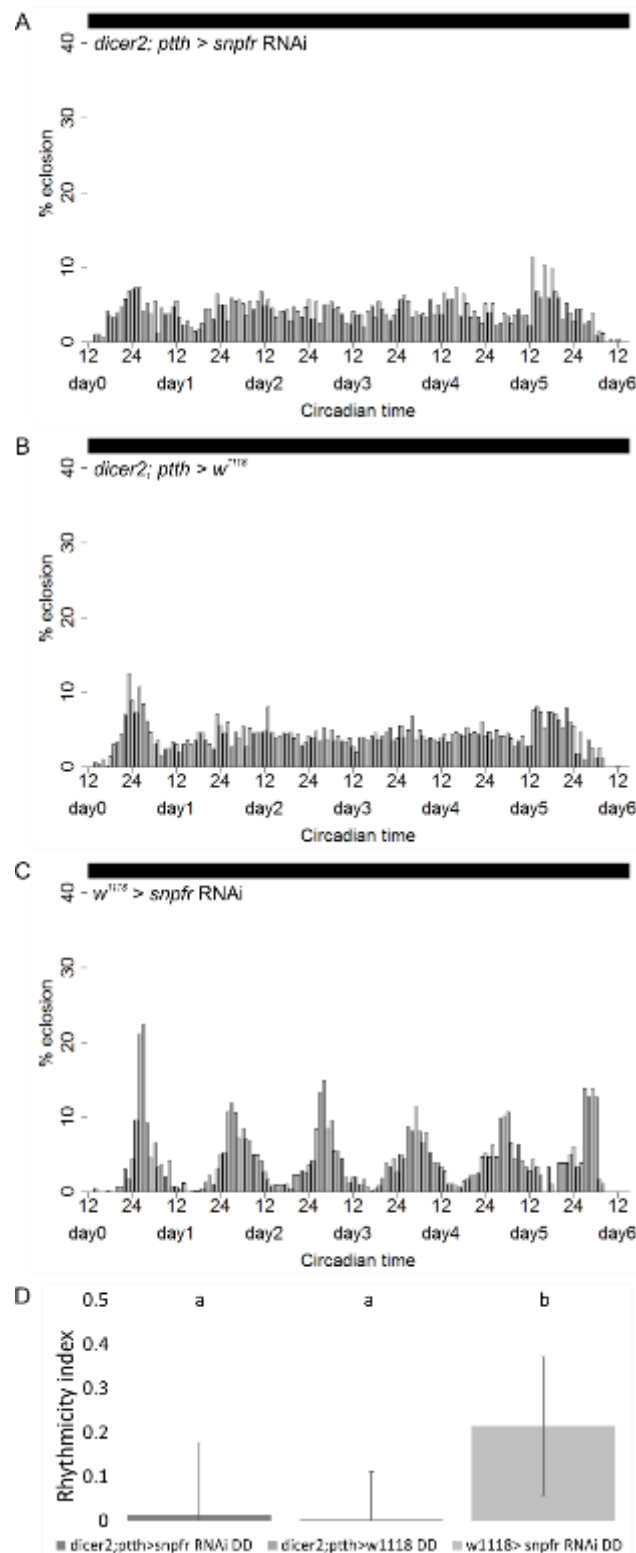 A
dicer2; ptth > snpfr RNAi
% eclosion
40
30
20
10
0
12 24 12 24 12 24 12 24 12 24 12 24 12
day0 day1 day2 day3 day4 day5 day6
Circadian time
B
dicer2; ptth > w1118
% eclosion
40
30
20
10
0
12 24 12 24 12 24 12 24 12 24 12 24 12
day0 day1 day2 day3 day4 day5 day6
Circadian time
C
w1118 > snpfr RNAi
% eclosion
40
30
20
10
0
12 24 12 24 12 24 12 24 12 24 12 24 12
day0 day1 day2 day3 day4 day5 day6
Circadian time
D
Rhythmicity index
0.5
0.4
0.3
0.2
0.1
0
a a b
dicer2;ptth>snpfr RNAi DD dicer2;ptth>w1118 DD w1118> snpfr RNAi DD